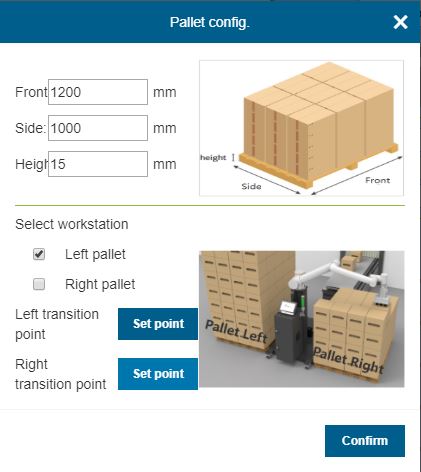 Pallet config.
Front 1200 mm
Side: 1000 mm
Heigh 15 mm
height
Side
Front
Select workstation
Left pallet
Right pallet
Left transition
point
Set point
Right
transition point
Set point
Pallet Left
Pallet Right
Confirm